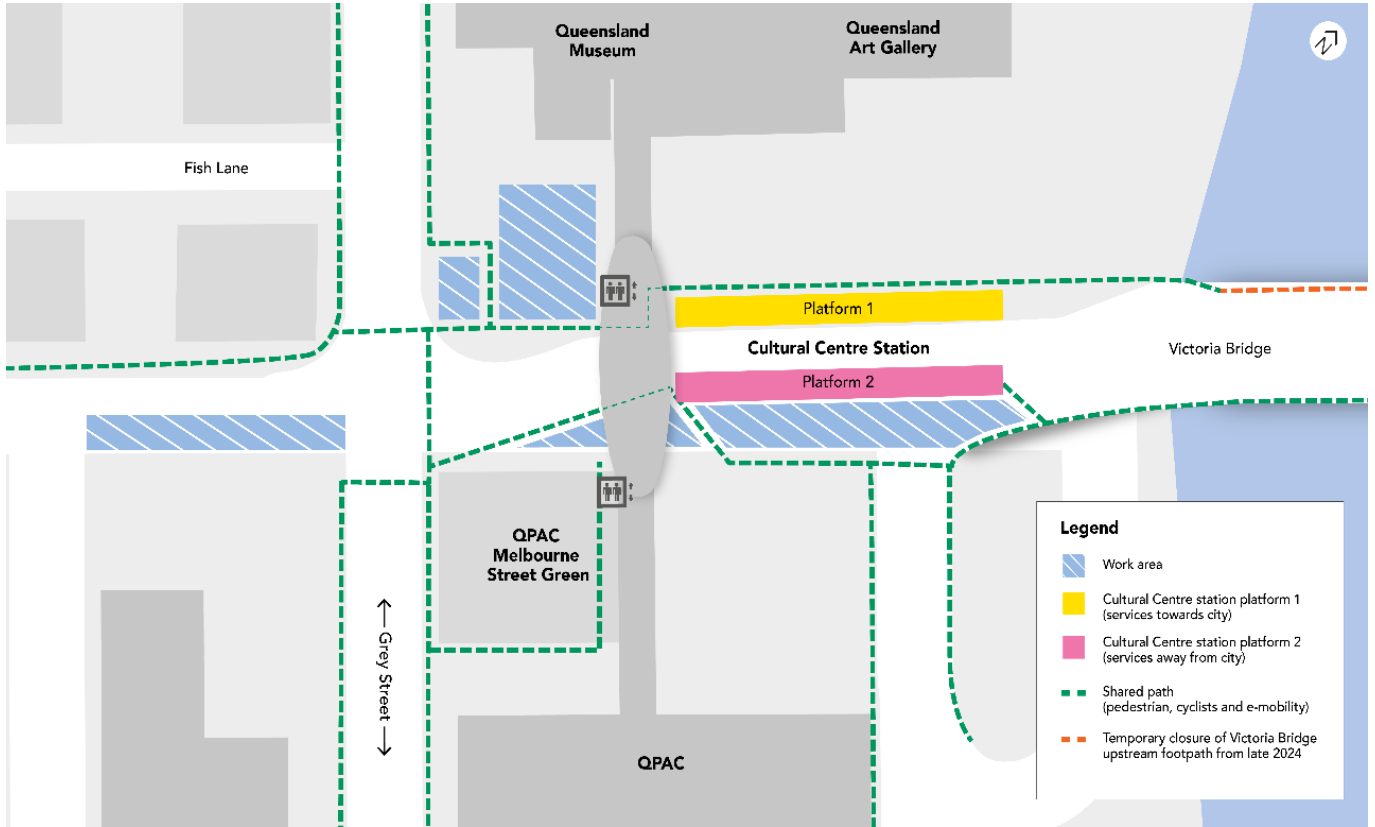 Queensland
Museum
Queensland
Art Gallery
N
Fish Lane
Platform 1
Cultural Centre Station
Victoria Bridge
Platform 2
QPAC
Melbourne
Street Green
Grey Street
QPAC
Legend
Work area
Cultural Centre station platform 1
(services towards city)
Cultural Centre station platform 2
(services away from city)
Shared path
(pedestrian, cyclists and e-mobility)
Temporary closure of Victoria Bridge
upstream footpath from late 2024